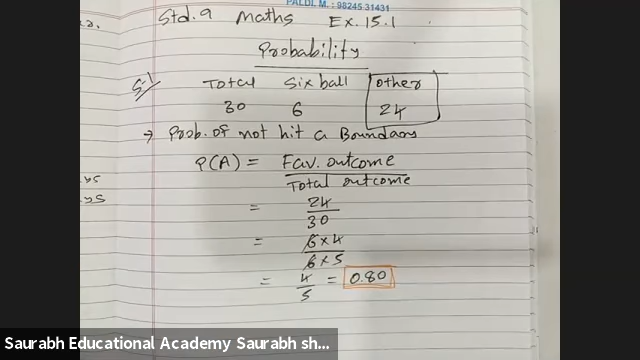 PALDI. M. : 98245 31431
Std. 9 Maths Ex. 15.1
Probability
Total Six ball other
30 6 24
→ Prob. of not hit a Boundary
P(A) = Fav. outcome
Total outcome
= 24
30
= 6 × 4
6 × 5
= 4 = 0.80
5
Saurabh Educational Academy Saurabh sh...